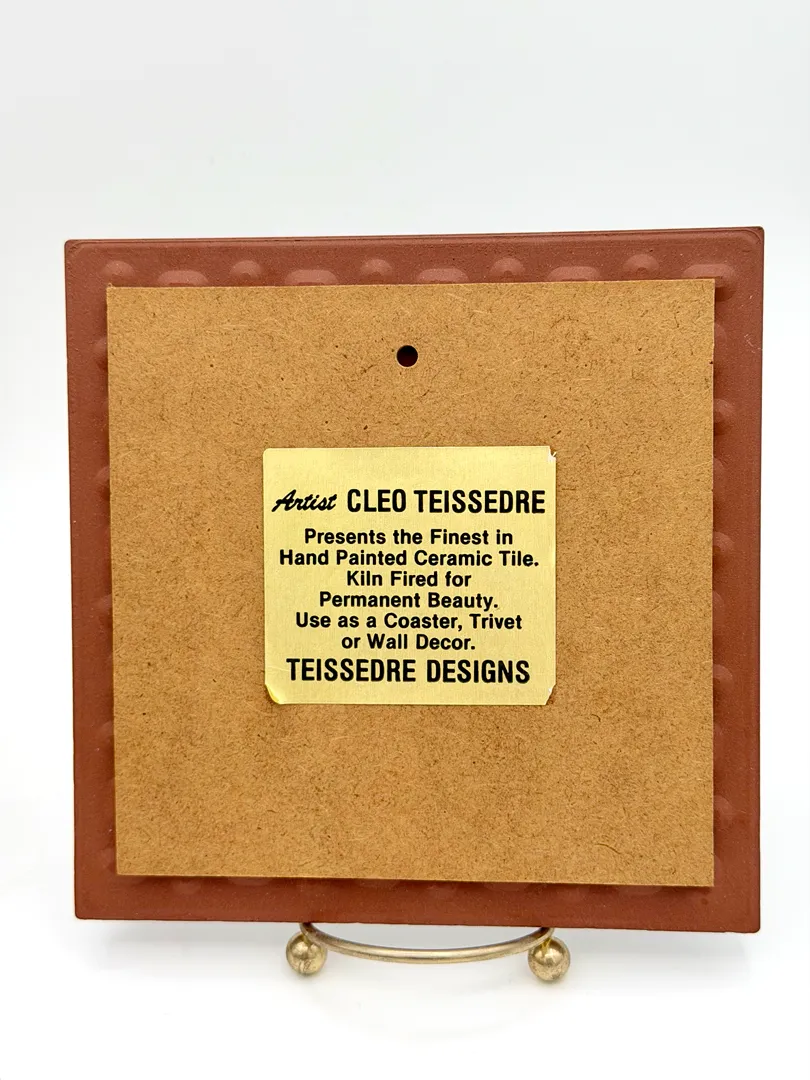 Artist CLEO TEISSEDRE
Presents the Finest in
Hand Painted Ceramic Tile.
Kiln Fired for
Permanent Beauty.
Use as a Coaster, Trivet
or Wall Decor.
TEISSEDRE DESIGNS